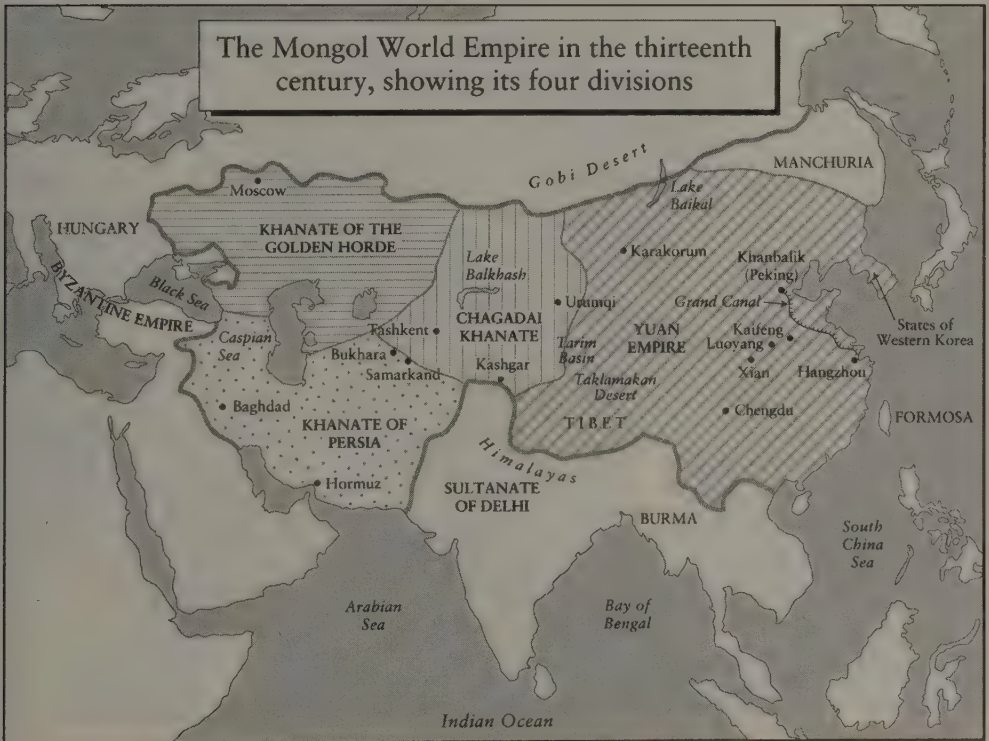 The Mongol World Empire in the thirteenth
century, showing its four divisions
Gobi Desert
MANCHURIA
Moscow
Lake
Baikal
HUNGARY
KHANATE OF THE
GOLDEN HORDE
Karakorum
Khanbalik
(Peking)
Lake
Balkhash
BYZANTINE EMPIRE
Black Sea
Urumqi
Grand Canal
CHAGADAI
KHANATE
States of
Western Korea
Caspian
Sea
Tashkent
YUAN
EMPIRE
Kaifeng
Luoyang
Tarim
Basin
Bukhara
Samarkand
Kashgar
Xian
Hangzhou
Taklamakan
Desert
Baghdad
Chengdu
FORMOSA
KHANATE OF
PERSIA
TIBET
Himalayas
Hormuz
SULTANATE
OF DELHI
BURMA
South
China
Sea
Arabian
Sea
Bay of
Bengal
Indian Ocean